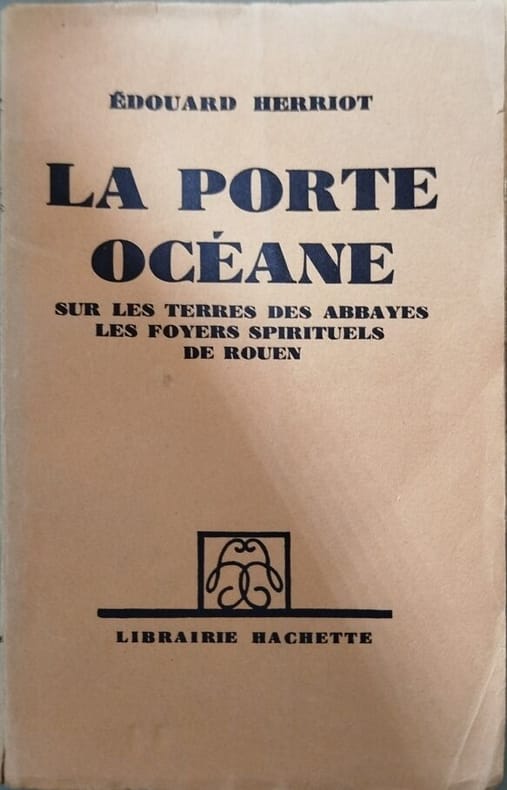 ÉDOUARD HERRIOT
LA PORTE
OCÉANE
SUR LES TERRES DES ABBAYES
LES FOYERS SPIRITUELS
DE ROUEN
LIBRAIRIE HACHETTE